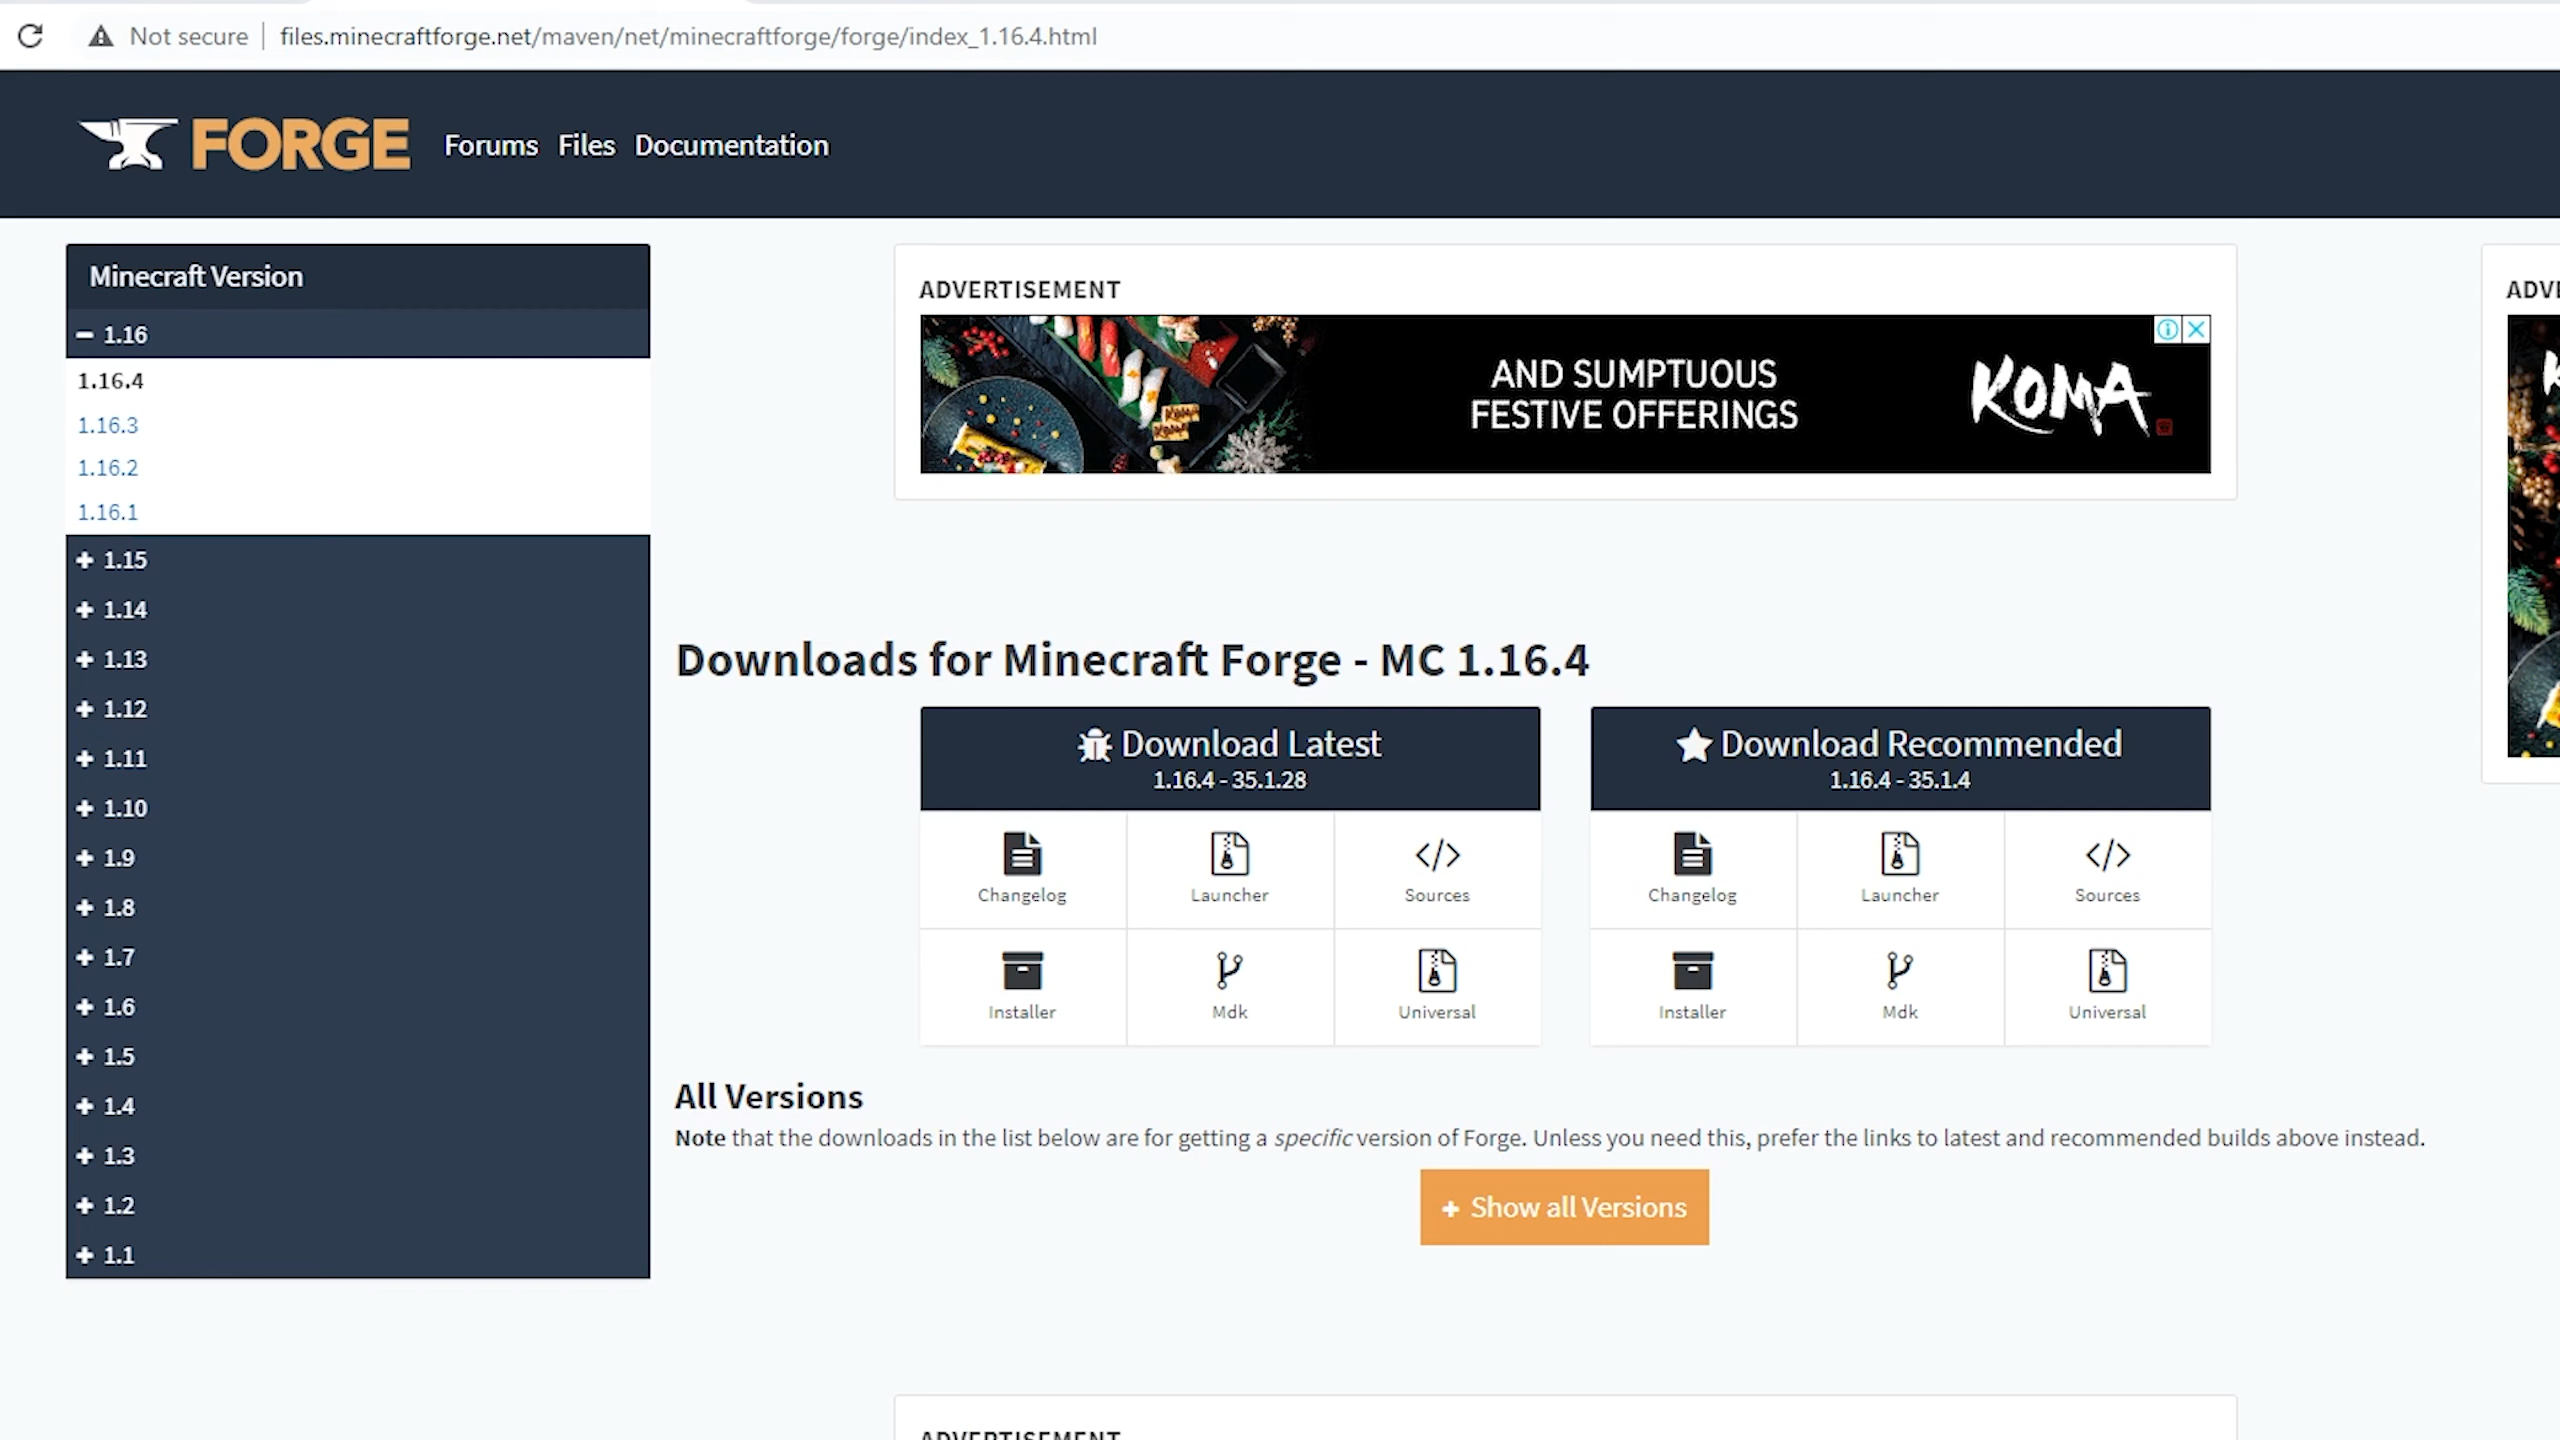 Not secure
files.minecraftforge.net/maven/net/minecraftforge/forge/index_1.16.4.html
FORGE
Forums Files Documentation
Minecraft Version
1.16
1.16.4
1.16.3
1.16.2
1.16.1
1.15
1.14
1.13
1.12
1.11
1.10
1.9
1.8
1.7
1.6
1.5
1.4
1.3
1.2
1.1
ADVERTISEMENT
AND SUMPTUOUS
FESTIVE OFFERINGS
KOMA
Downloads for Minecraft Forge - MC 1.16.4
Download Latest
1.16.4 - 35.1.28
Changelog Launcher Sources
Installer Mdk Universal
Download Recommended
1.16.4 - 35.1.4
Changelog Launcher Sources
Installer Mdk Universal
All Versions
Note that the downloads in the list below are for getting a specific version of Forge. Unless you need this, prefer the links to latest and recommended builds above instead.
Show all Versions
ADVERTISEMENT